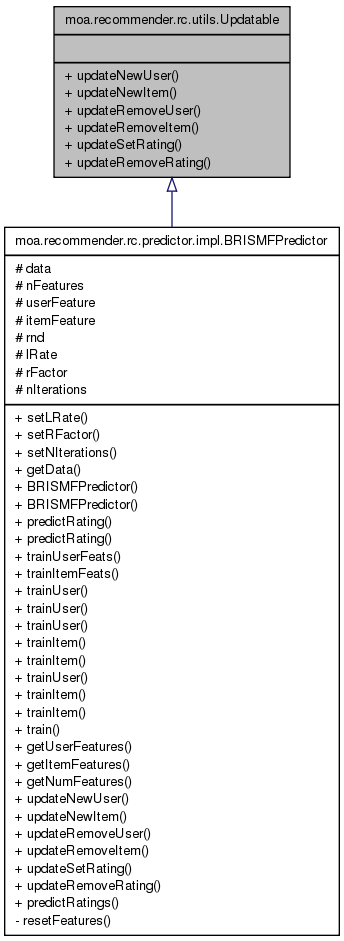 moa.recommender.rc.utils.Updatable
+ updateNewUser()
+ updateNewItem()
+ updateRemoveUser()
+ updateRemoveItem()
+ updateSetRating()
+ updateRemoveRating()
moa.recommender.rc.predictor.impl.BRISMFPredictor
# data
# nFeatures
# userFeature
# itemFeature
# rnd
# lRate
# rFactor
# nIterations
+ setLRate()
+ setRFactor()
+ setNIterations()
+ getData()
+ BRISMFPredictor()
+ BRISMFPredictor()
+ predictRating()
+ predictRating()
+ trainUserFeats()
+ trainItemFeats()
+ trainUser()
+ trainUser()
+ trainUser()
+ trainItem()
+ trainItem()
+ trainUser()
+ trainItem()
+ trainItem()
+ train()
+ getUserFeatures()
+ getItemFeatures()
+ getNumFeatures()
+ updateNewUser()
+ updateNewItem()
+ updateRemoveUser()
+ updateRemoveItem()
+ updateSetRating()
+ updateRemoveRating()
+ predictRatings()
- resetFeatures()